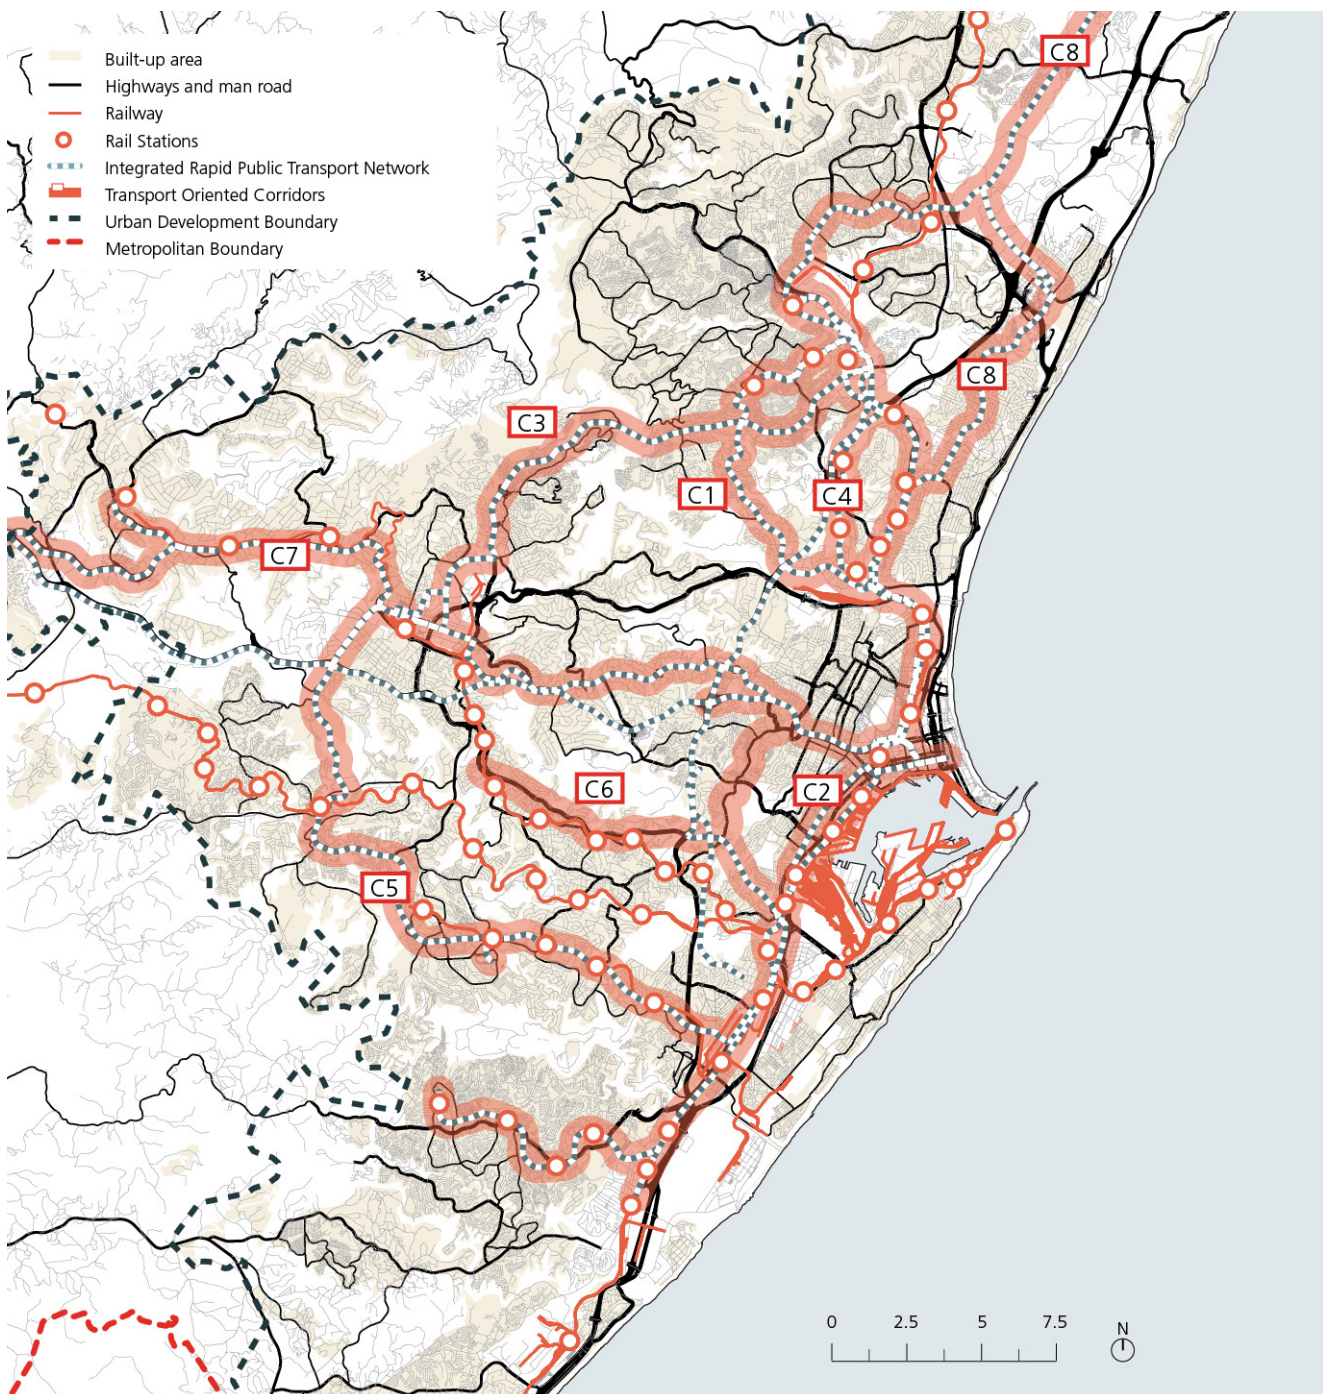 Built-up area
Highways and man road
Railway
Rail Stations
Integrated Rapid Public Transport Network
Transport Oriented Corridors
Urban Development Boundary
Metropolitan Boundary
C8
C8
C3
C1
C4
C7
C6
C2
C5
0 2.5 5 7.5
N